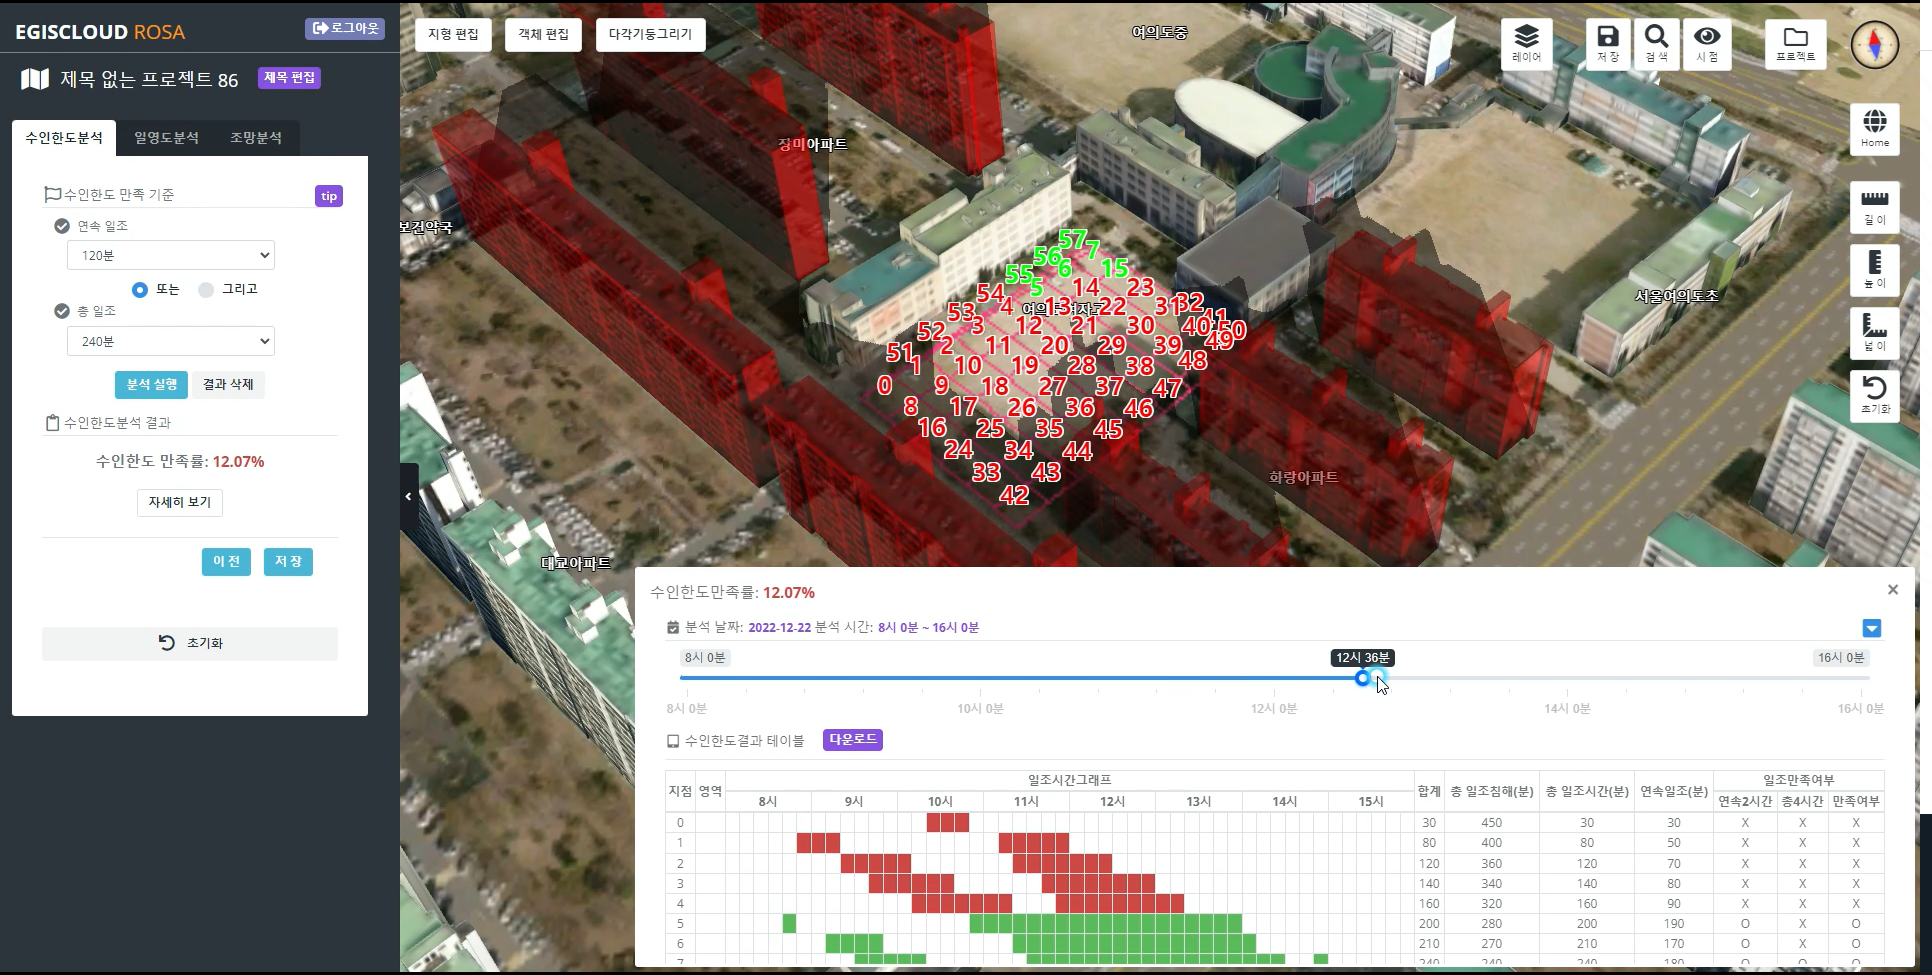 EGISCLOUD ROSA
로그아웃
제목 없는 프로젝트 86
제목 편집
수인한도분석
일영도분석
조망분석
수인한도 만족 기준
tip
연속 일조
120분
또는
그리고
총 일조
240분
분석 실행
결과 삭제
수인한도분석 결과
수인한도 만족률: 12.07%
자세히 보기
이 전
저 장
초기화
지형 편집
객체 편집
다각기둥그리기
레이어
저 장
검 색
시 점
프로젝트
Home
길 이
높 이
넓 이
초기화
여의도중
장미아파트
보건약국
서울여의도초
화랑아파트
대교아파트
57
56 7
55 6 15
5
54 14 23
53 4 13 22 31 32
52 3 12 21 30 40 41 50
51 2 11 20 29 39 49
1 10 19 28 38 48
0 9 18 27 37 47
8 17 26 36 46
16 25 35 45
24 34 44
33 43
42
수인한도만족률: 12.07%
분석 날짜: 2022-12-22 분석 시간: 8시 0분 ~ 16시 0분
8시 0분 12시 36분 16시 0분
8시 0분 10시 0분 12시 0분 14시 0분 16시 0분
수인한도결과 테이블
다운로드
지점 영역 일조시간그래프 합계 총 일조침해(분) 총 일조시간(분) 연속일조(분) 일조만족여부
8시 9시 10시 11시 12시 13시 14시 15시 연속2시간 총4시간 만족여부
0 30 450 30 30 X X X
1 80 400 80 50 X X X
2 120 360 120 70 X X X
3 140 340 140 80 X X X
4 160 320 160 90 X X X
5 200 280 200 190 O X O
6 210 270 210 170 O X O
7 240 240 240 180 O O O